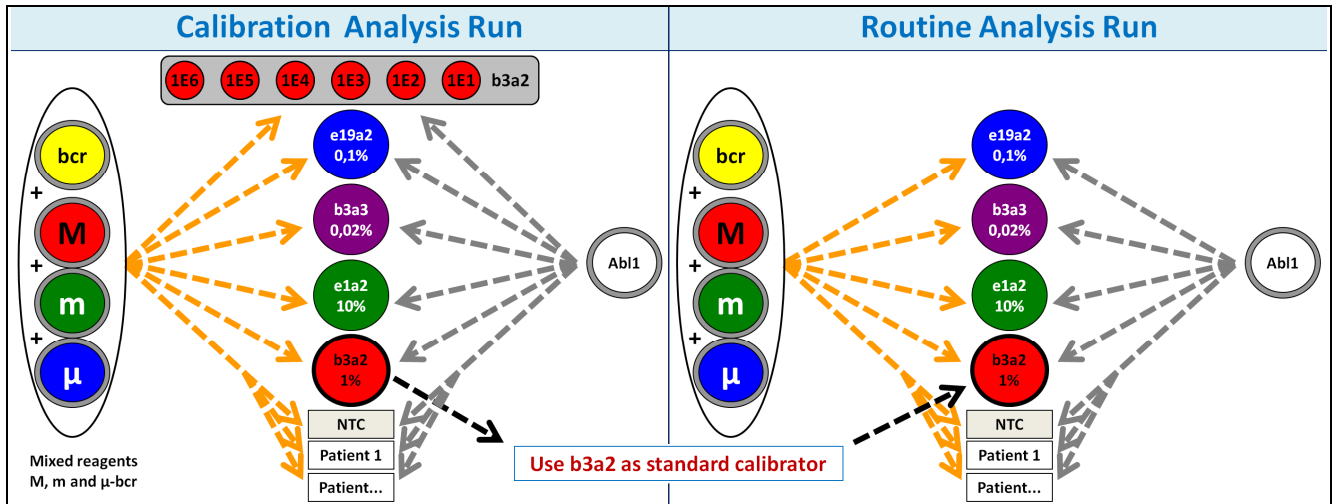 Calibration Analysis Run
1E6 1E5 1E4 1E3 1E2 1E1 b3a2
bcr
+
M
+
m
+
µ
e19a2
0,1%
b3a3
0,02%
e1a2
10%
b3a2
1%
NTC
Patient 1
Patient...
Abl1
Mixed reagents
M, m and µ-bcr
Use b3a2 as standard calibrator
Routine Analysis Run
bcr
+
M
+
m
+
µ
e19a2
0,1%
b3a3
0,02%
e1a2
10%
b3a2
1%
NTC
Patient 1
Patient...
Abl1